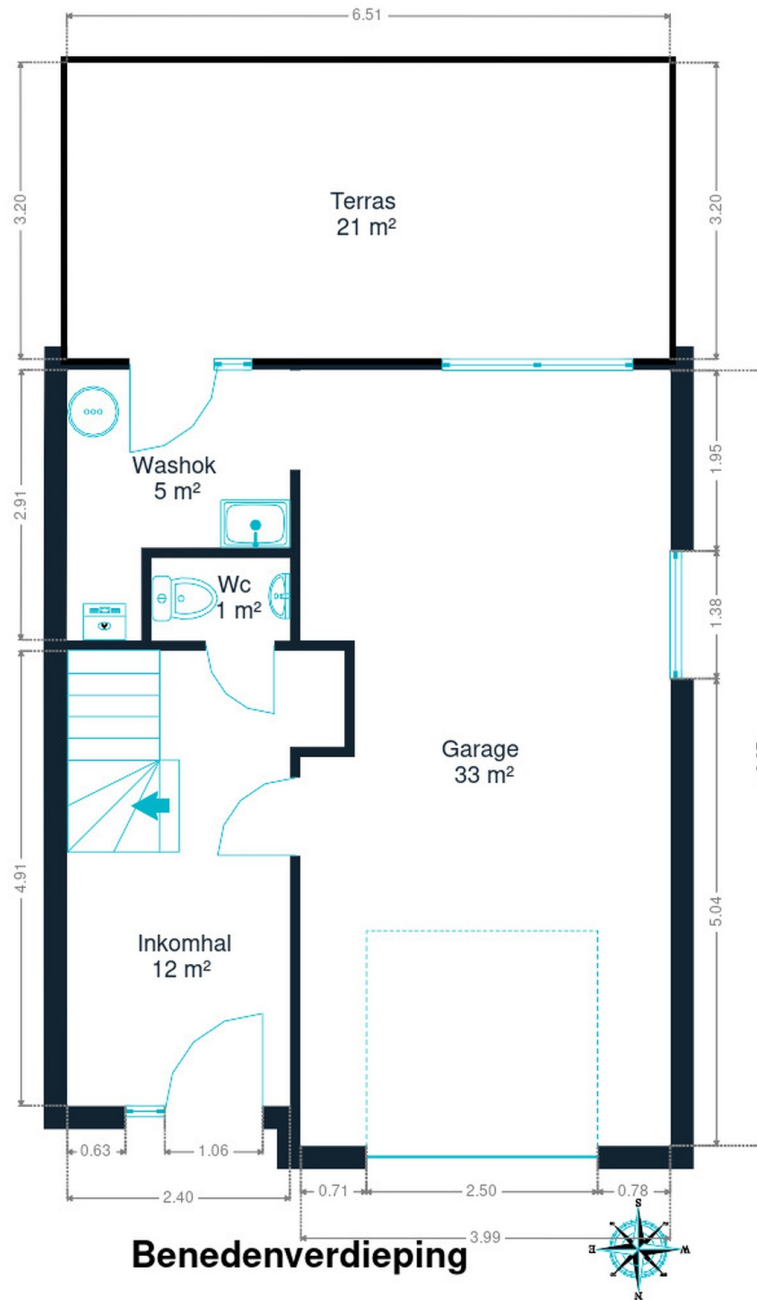 6.51
3.20
3.20
Terras
21 m²
Washok
5 m²
2.91
1.95
Wc
1 m²
1.38
Garage
33 m²
4.91
5.04
Inkomhal
12 m²
0.63
1.06
2.40
0.71
2.50
0.78
3.99
Benedenverdieping
S
E
W
N